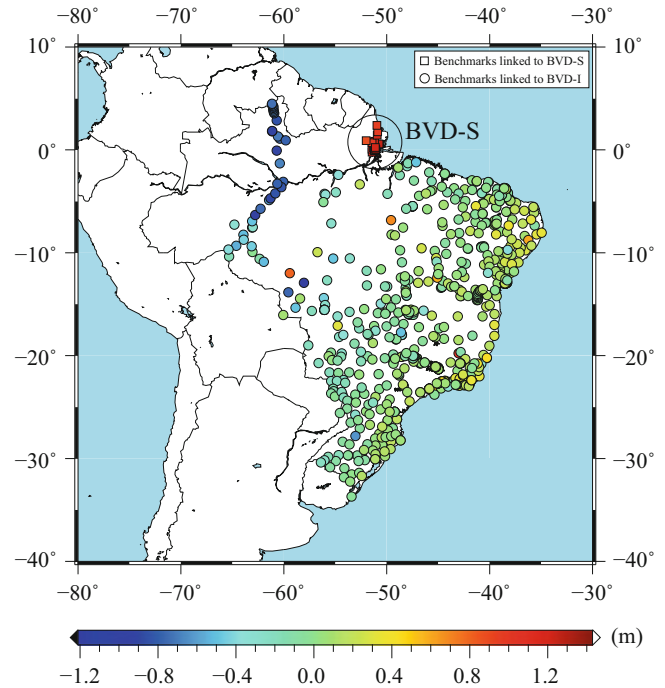 −80° −70° −60° −50° −40° −30°
10° 10°
Benchmarks linked to BVD-S
Benchmarks linked to BVD-I
BVD-S
0° 0°
−10° −10°
−20° −20°
−30° −30°
−40° −40°
−80° −70° −60° −50° −40° −30°
(m)
−1.2 −0.8 −0.4 0.0 0.4 0.8 1.2